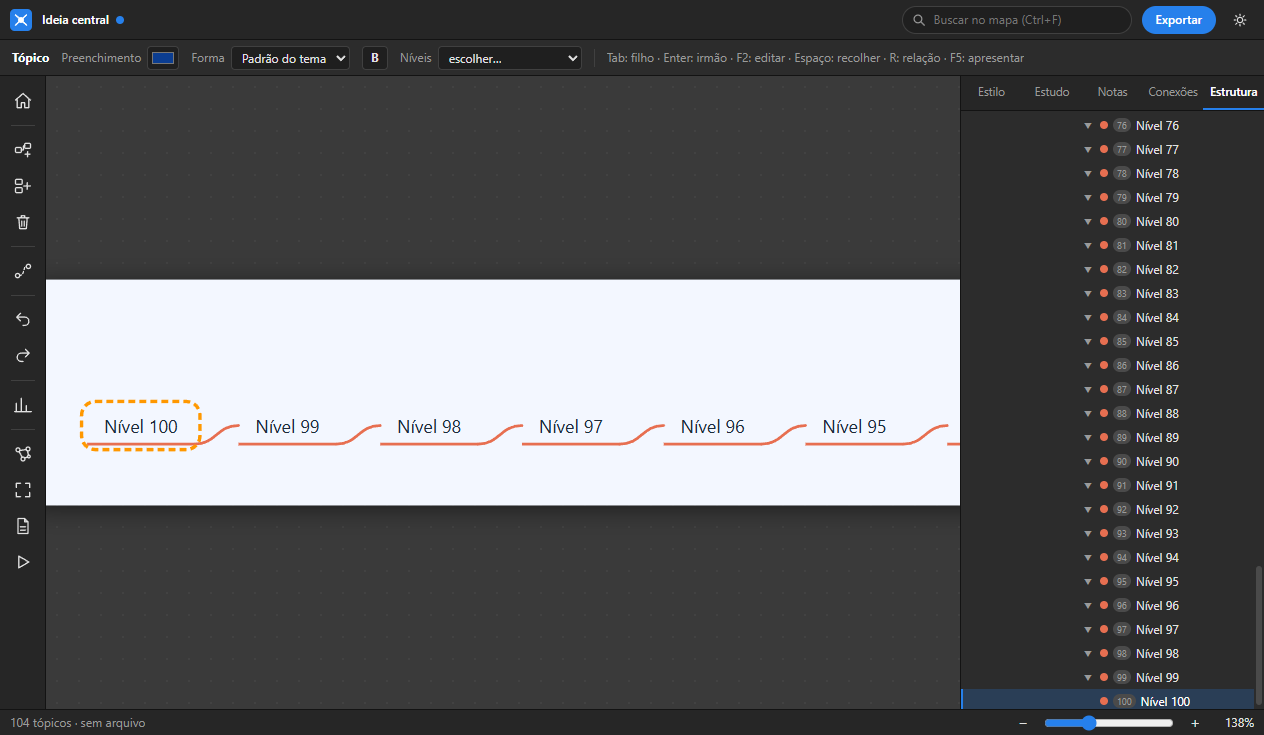 Ideia central
Buscar no mapa (Ctrl+F)
Exportar
Tópico
Preenchimento
Forma
Padrão do tema
B
Níveis
escolher...
Tab: filho · Enter: irmão · F2: editar · Espaço: recolher · R: relação · F5: apresentar
Estilo
Estudo
Notas
Conexões
Estrutura
Nível 100
Nível 99
Nível 98
Nível 97
Nível 96
Nível 95
76 Nível 76
77 Nível 77
78 Nível 78
79 Nível 79
80 Nível 80
81 Nível 81
82 Nível 82
83 Nível 83
84 Nível 84
85 Nível 85
86 Nível 86
87 Nível 87
88 Nível 88
89 Nível 89
90 Nível 90
91 Nível 91
92 Nível 92
93 Nível 93
94 Nível 94
95 Nível 95
96 Nível 96
97 Nível 97
98 Nível 98
99 Nível 99
100 Nível 100
104 tópicos · sem arquivo
− + 138%